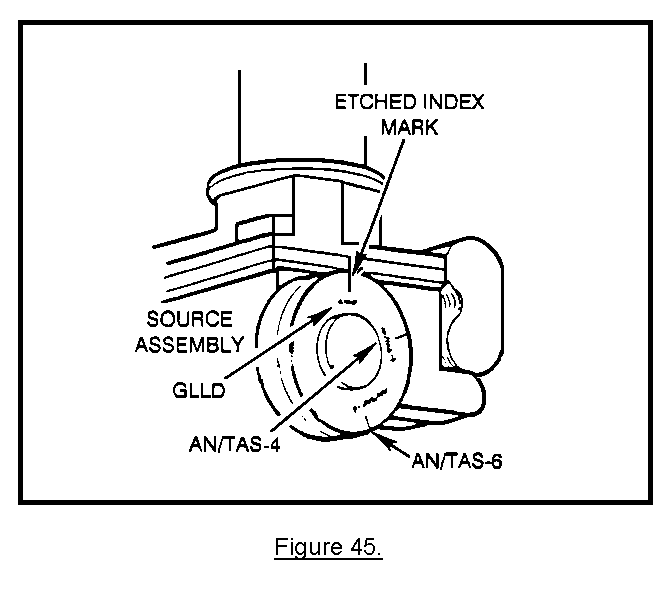 ETCHED INDEX
MARK
SOURCE
ASSEMBLY
GLLD
AN/TAS-4
AN/TAS-6
Figure 45.